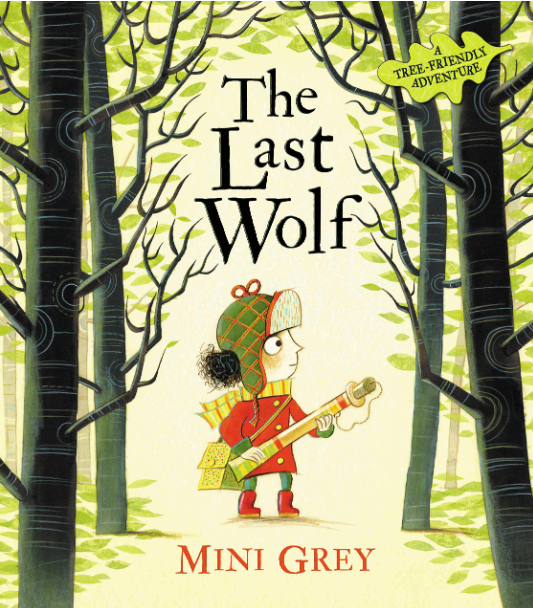 A
TREE-FRIENDLY
ADVENTURE
The
Last
Wolf
MINI GREY